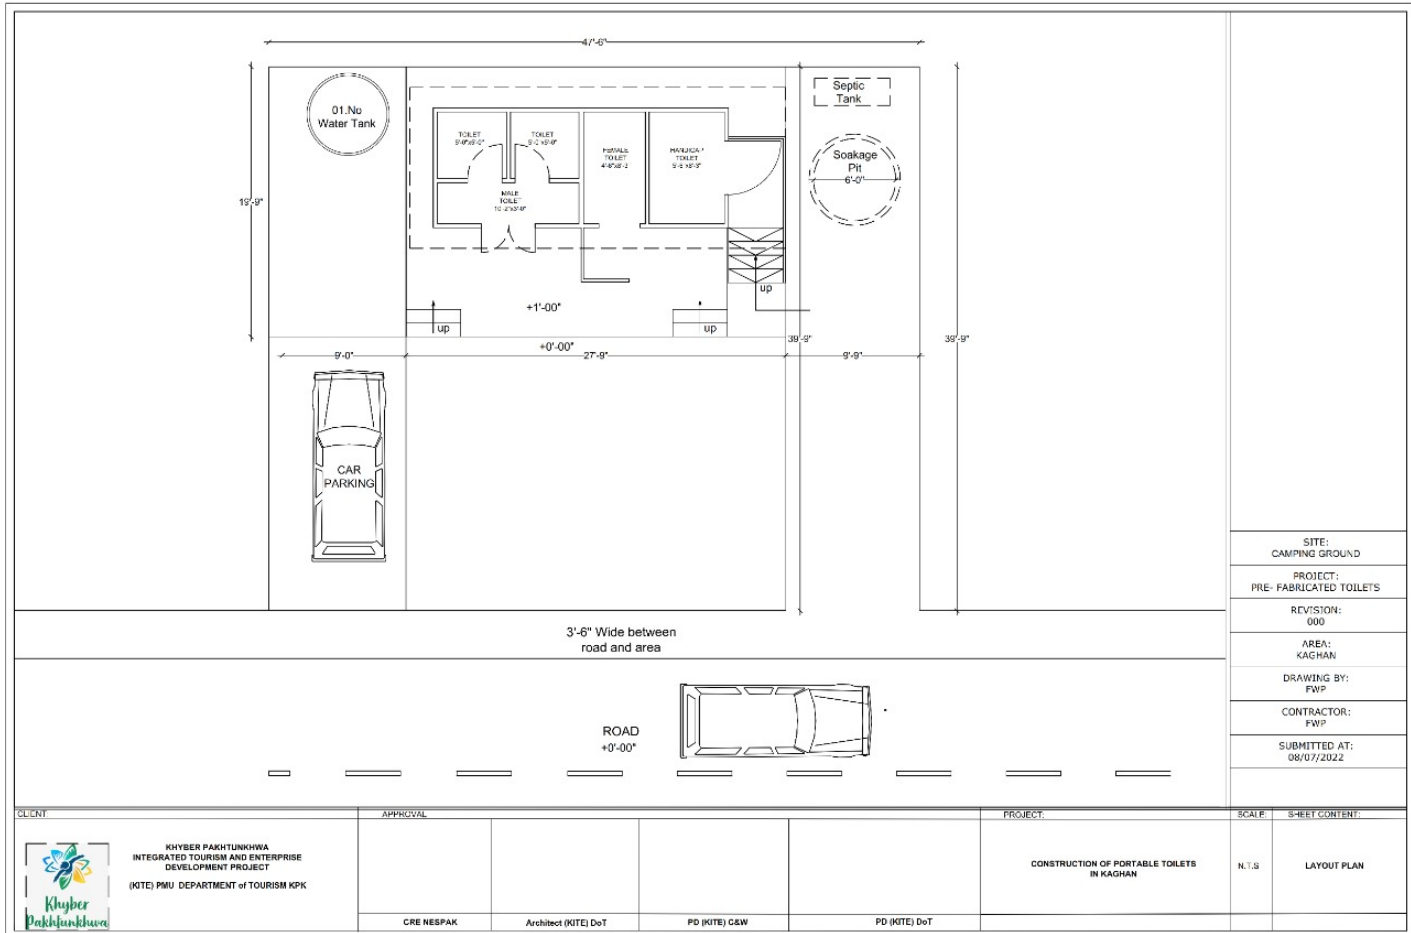 47'-6"
01.No
Water Tank
Septic
Tank
TOILET
TOILET
FEMALE
TOILET
HANDICAP
TOILET
Soakage
Pit
6'-0"
MALE
TOILET
19'-9"
up
+1'-00"
up
up
+0'-00"
39'-9"
39'-9"
9'-0"
27'-9"
9'-9"
CAR
PARKING
3'-6" Wide between
road and area
ROAD
+0'-00"
SITE:
CAMPING GROUND
PROJECT:
PRE- FABRICATED TOILETS
REVISION:
000
AREA:
KAGHAN
DRAWING BY:
FWP
CONTRACTOR:
FWP
SUBMITTED AT:
08/07/2022
CLIENT:
APPROVAL
PROJECT:
SCALE:
SHEET CONTENT:
KHYBER PAKHTUNKHWA
INTEGRATED TOURISM AND ENTERPRISE
DEVELOPMENT PROJECT
(KITE) PMU DEPARTMENT of TOURISM KPK
Khyber
Pakhtunkhwa
CRE NESPAK
Architect (KITE) DoT
PD (KITE) C&W
PD (KITE) DoT
CONSTRUCTION OF PORTABLE TOILETS
IN KAGHAN
N.T.S
LAYOUT PLAN